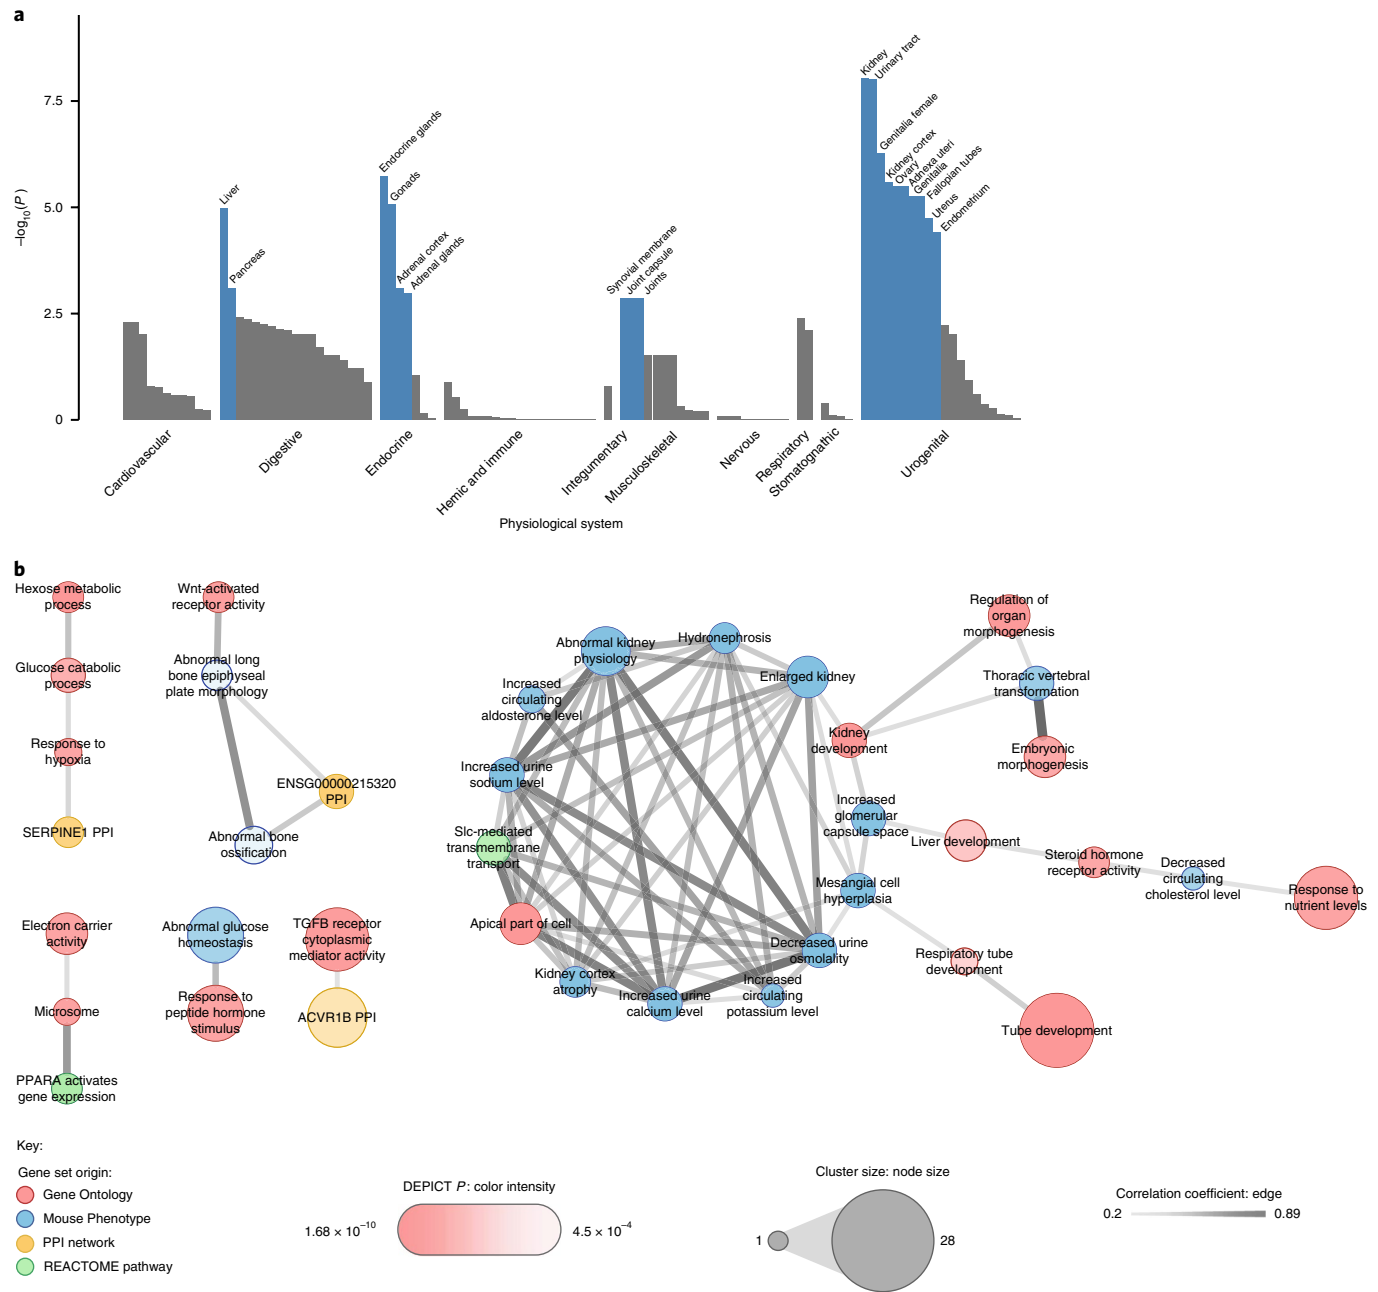 a
Kidney
Urinary tract
Genitalia female
Kidney cortex
Ovary
Adnexa uteri
Genitalia
Fallopian tubes
Uterus
Endometrium
Endocrine glands
Gonads
Adrenal cortex
Adrenal glands
Liver
Pancreas
Synovial membrane
Joint capsule
Joints
7.5
5.0
2.5
0
–log10(P)
Cardiovascular
Digestive
Endocrine
Hemic and immune
Integumentary
Musculoskeletal
Nervous
Respiratory
Stomatognathic
Urogenital
Physiological system
b
Hexose metabolic
process
Glucose catabolic
process
Response to
hypoxia
SERPINE1 PPI
Wnt-activated
receptor activity
Abnormal long
bone epiphyseal
plate morphology
ENSG00000215320
PPI
Abnormal bone
ossification
Electron carrier
activity
Microsome
PPARA activates
gene expression
Abnormal glucose
homeostasis
Response to
peptide hormone
stimulus
TGFB receptor
cytoplasmic
mediator activity
ACVR1B PPI
Abnormal kidney
physiology
Hydronephrosis
Enlarged kidney
Increased
circulating
aldosterone level
Increased urine
sodium level
Slc-mediated
transmembrane
transport
Apical part of cell
Kidney cortex
atrophy
Increased urine
calcium level
Increased
circulating
potassium level
Decreased urine
osmolality
Mesangial cell
hyperplasia
Increased
glomerular
capsule space
Kidney
development
Regulation of
organ
morphogenesis
Thoracic vertebral
transformation
Embryonic
morphogenesis
Liver development
Steroid hormone
receptor activity
Decreased
circulating
cholesterol level
Response to
nutrient levels
Respiratory tube
development
Tube development
Key:
Gene set origin:
Gene Ontology
Mouse Phenotype
PPI network
REACTOME pathway
DEPICT P: color intensity
1.68 × 10−10
4.5 × 10−4
Cluster size: node size
1
28
Correlation coefficient: edge
0.2
0.89